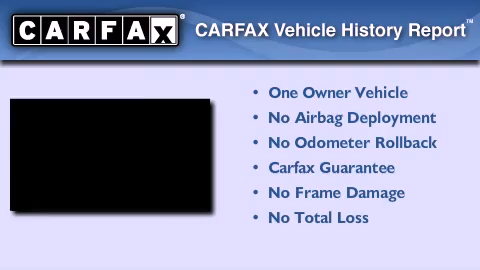 CARFAX® CARFAX Vehicle History Report™
• One Owner Vehicle
• No Airbag Deployment
• No Odometer Rollback
• Carfax Guarantee
• No Frame Damage
• No Total Loss